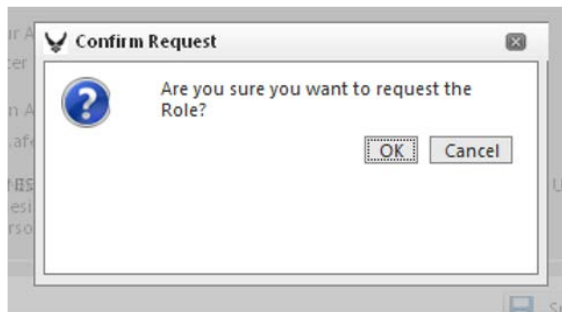 Confirm Request
Are you sure you want to request the
Role?
OK Cancel